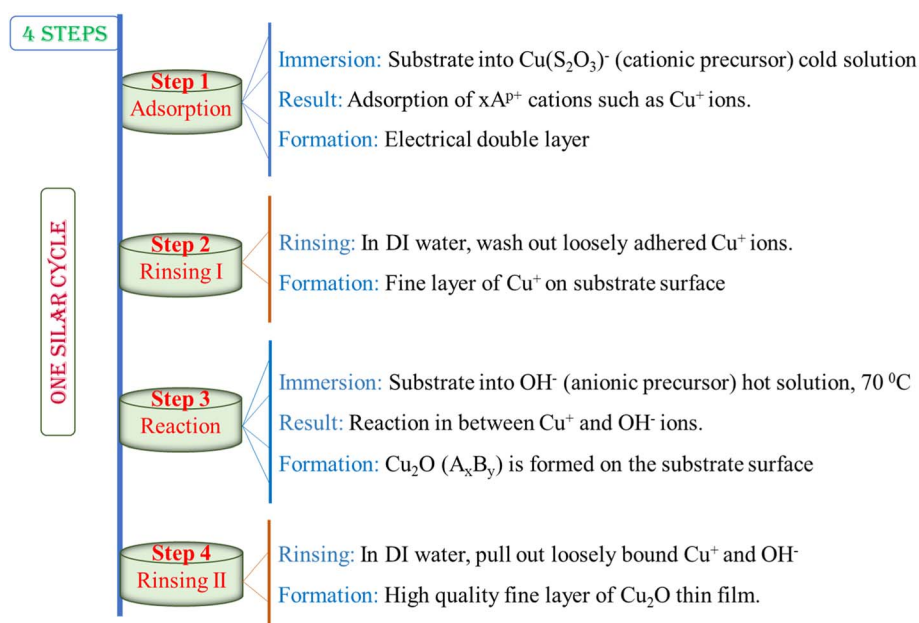 4 STEPS
ONE SILAR CYCLE
Step 1
Adsorption
Immersion: Substrate into Cu(S₂O₃)⁻ (cationic precursor) cold solution
Result: Adsorption of xAᵖ⁺ cations such as Cu⁺ ions.
Formation: Electrical double layer
Step 2
Rinsing I
Rinsing: In DI water, wash out loosely adhered Cu⁺ ions.
Formation: Fine layer of Cu⁺ on substrate surface
Step 3
Reaction
Immersion: Substrate into OH⁻ (anionic precursor) hot solution, 70 ⁰C
Result: Reaction in between Cu⁺ and OH⁻ ions.
Formation: Cu₂O (AₓBᵧ) is formed on the substrate surface
Step 4
Rinsing II
Rinsing: In DI water, pull out loosely bound Cu⁺ and OH⁻
Formation: High quality fine layer of Cu₂O thin film.